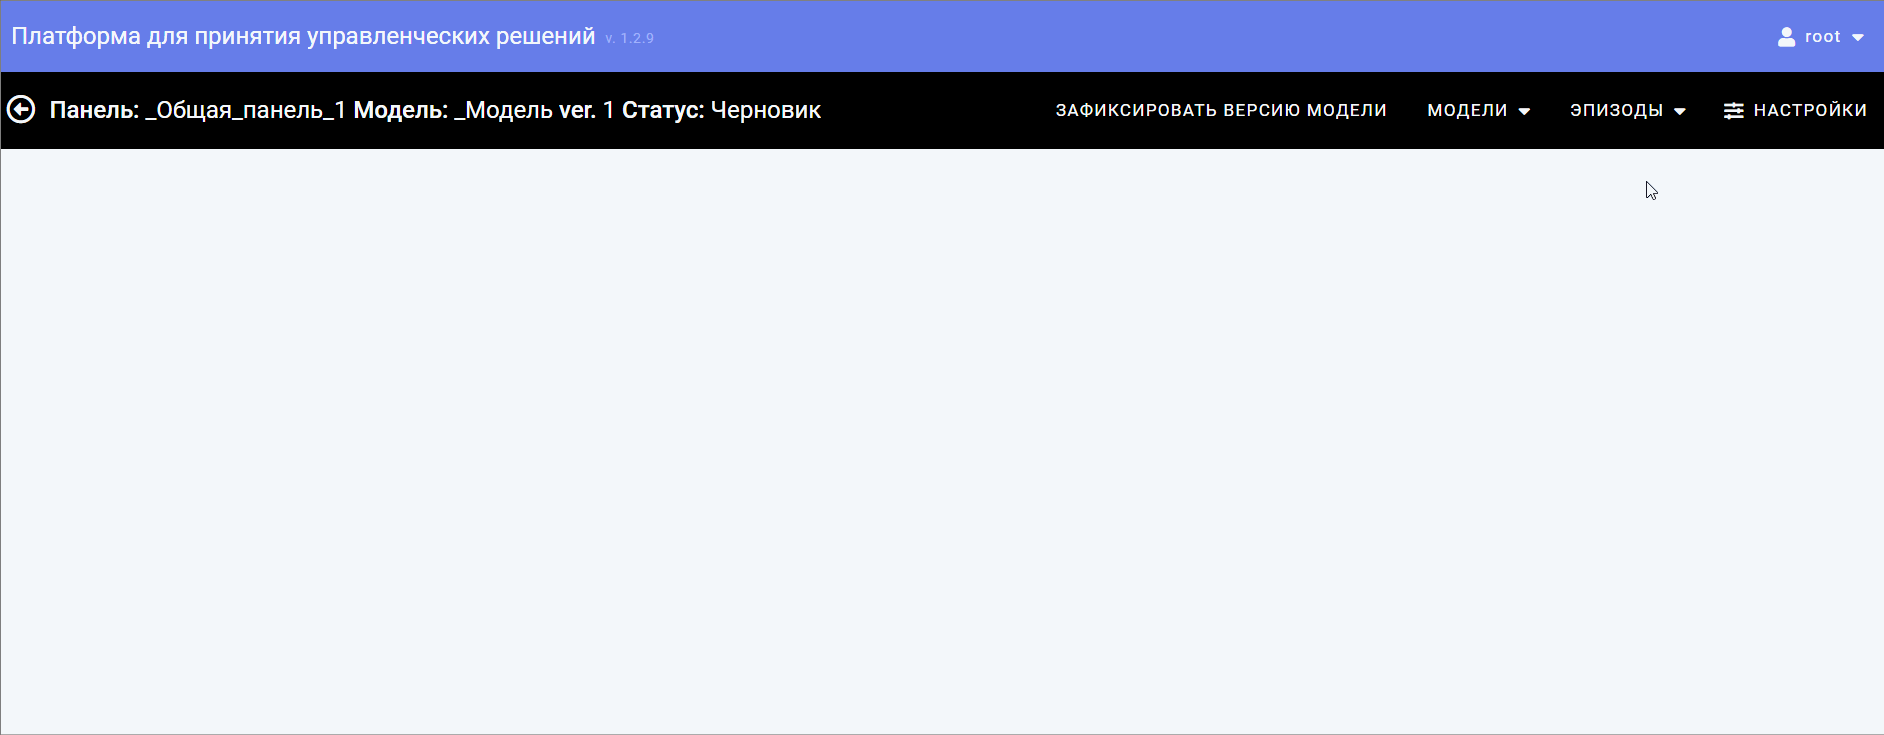 Платформа для принятия управленческих решений v. 1.2.9
root
Панель: _Общая_панель_1 Модель: _Модель ver. 1 Статус: Черновик
ЗАФИКСИРОВАТЬ ВЕРСИЮ МОДЕЛИ
МОДЕЛИ
ЭПИЗОДЫ
НАСТРОЙКИ